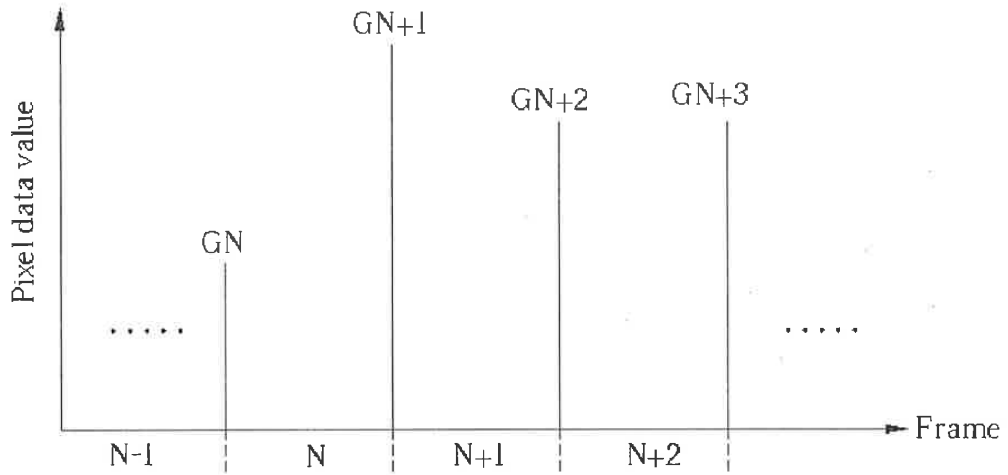 GN+1
GN+2
GN+3
GN
Pixel data value
Frame
N-1
N
N+1
N+2